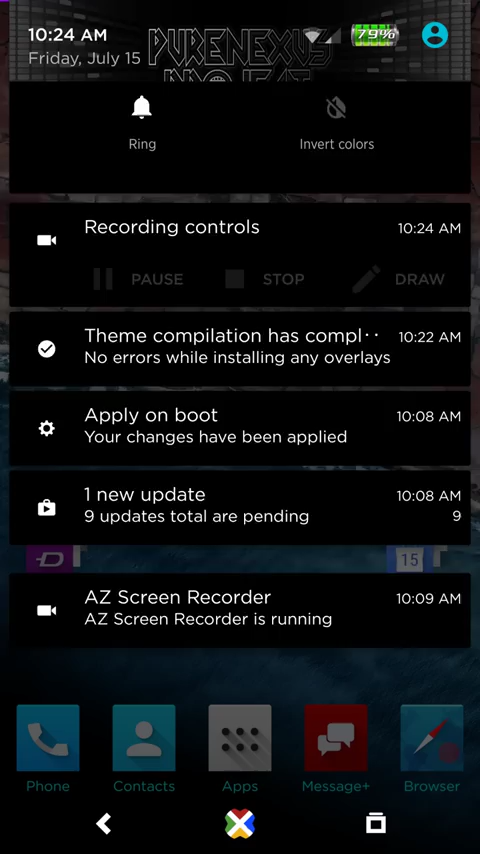 10:24 AM
Friday, July 15
PURENEXUS
PROJECT
79%
Ring
Invert colors
Recording controls
10:24 AM
PAUSE
STOP
DRAW
Theme compilation has compl··
10:22 AM
No errors while installing any overlays
Apply on boot
10:08 AM
Your changes have been applied
1 new update
10:08 AM
9 updates total are pending
9
15
AZ Screen Recorder
10:09 AM
AZ Screen Recorder is running
Phone
Contacts
Apps
Message+
Browser